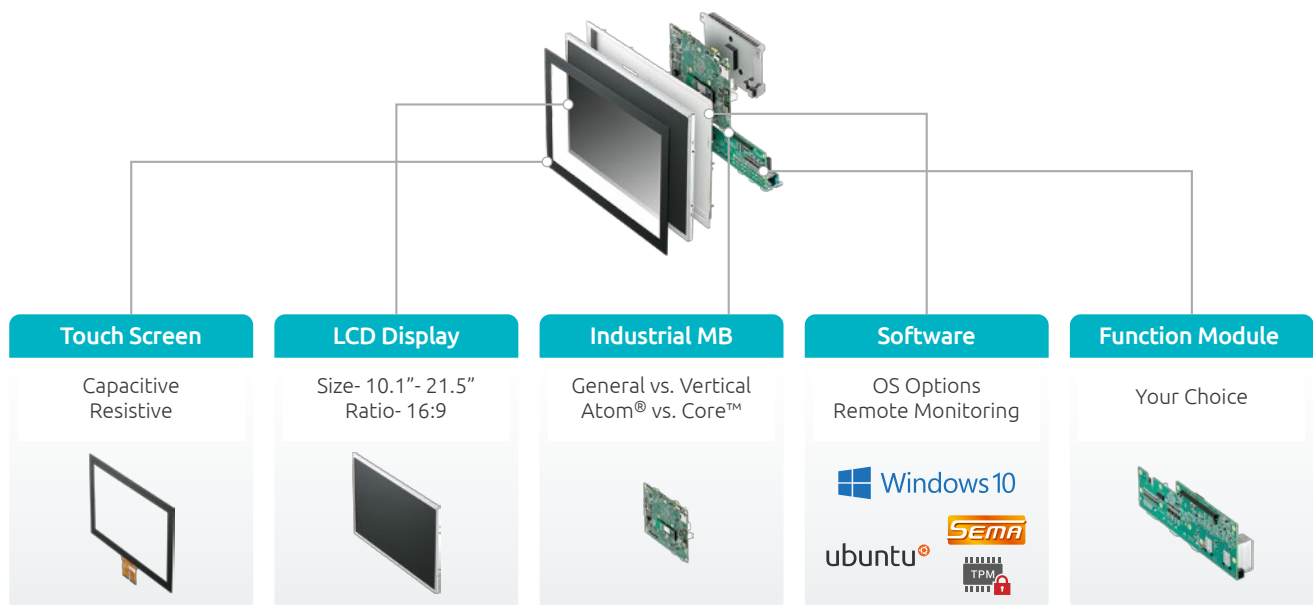 Touch Screen
Capacitive
Resistive
LCD Display
Size- 10.1”- 21.5”
Ratio- 16:9
Industrial MB
General vs. Vertical
Atom® vs. Core™
Software
OS Options
Remote Monitoring
Windows 10
ubuntu®
SEMA
TPM
Function Module
Your Choice